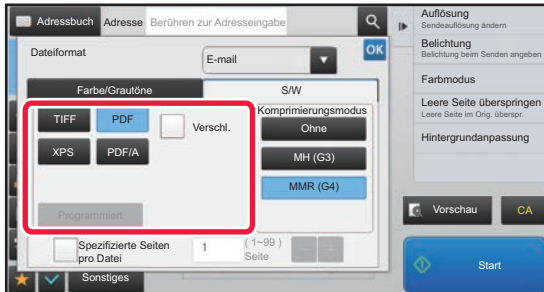 Adressbuch
Adresse
Berühren zur Adresseingabe
Dateiformat
E-mail
OK
Farbe/Grautöne
S/W
TIFF
PDF
Verschl.
XPS
PDF/A
Programmiert
Komprimierungsmodus
Ohne
MH (G3)
MMR (G4)
Spezifizierte Seiten
pro Datei
1
( 1~99 )
Seite
Sonstiges
Auflösung
Sendeauflösung ändern
Belichtung
Belichtung beim Senden angeben
Farbmodus
Leere Seite überspringen
Leere Seite im Orig. überspr.
Hintergrundanpassung
Vorschau
CA
Start